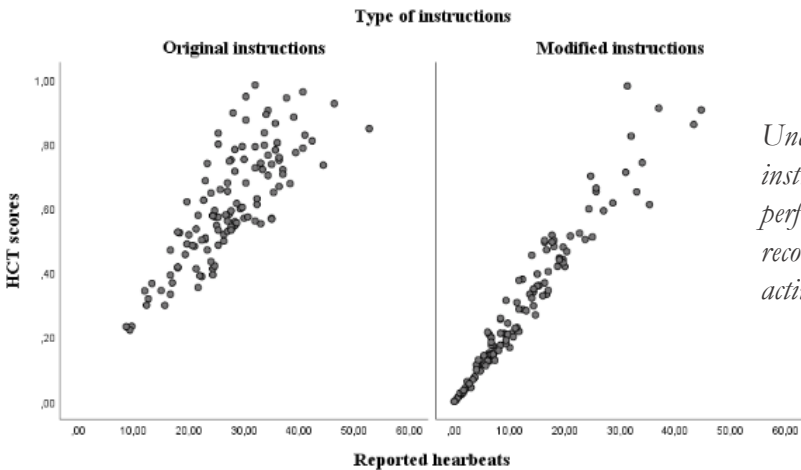 Type of instructions
Original instructions
Modified instructions
HCT scores
1,00
,80
,60
,40
,20
,00
,00 10,00 20,00 30,00 40,00 50,00 60,00
,00 10,00 20,00 30,00 40,00 50,00 60,00
Reported hearbeats